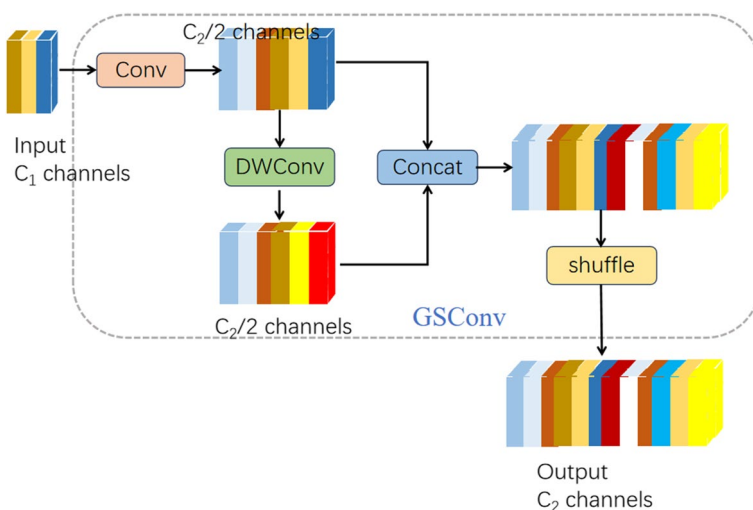 C₂/2 channels
Conv
Input
C₁ channels
DWConv
Concat
shuffle
C₂/2 channels
GSConv
Output
C₂ channels